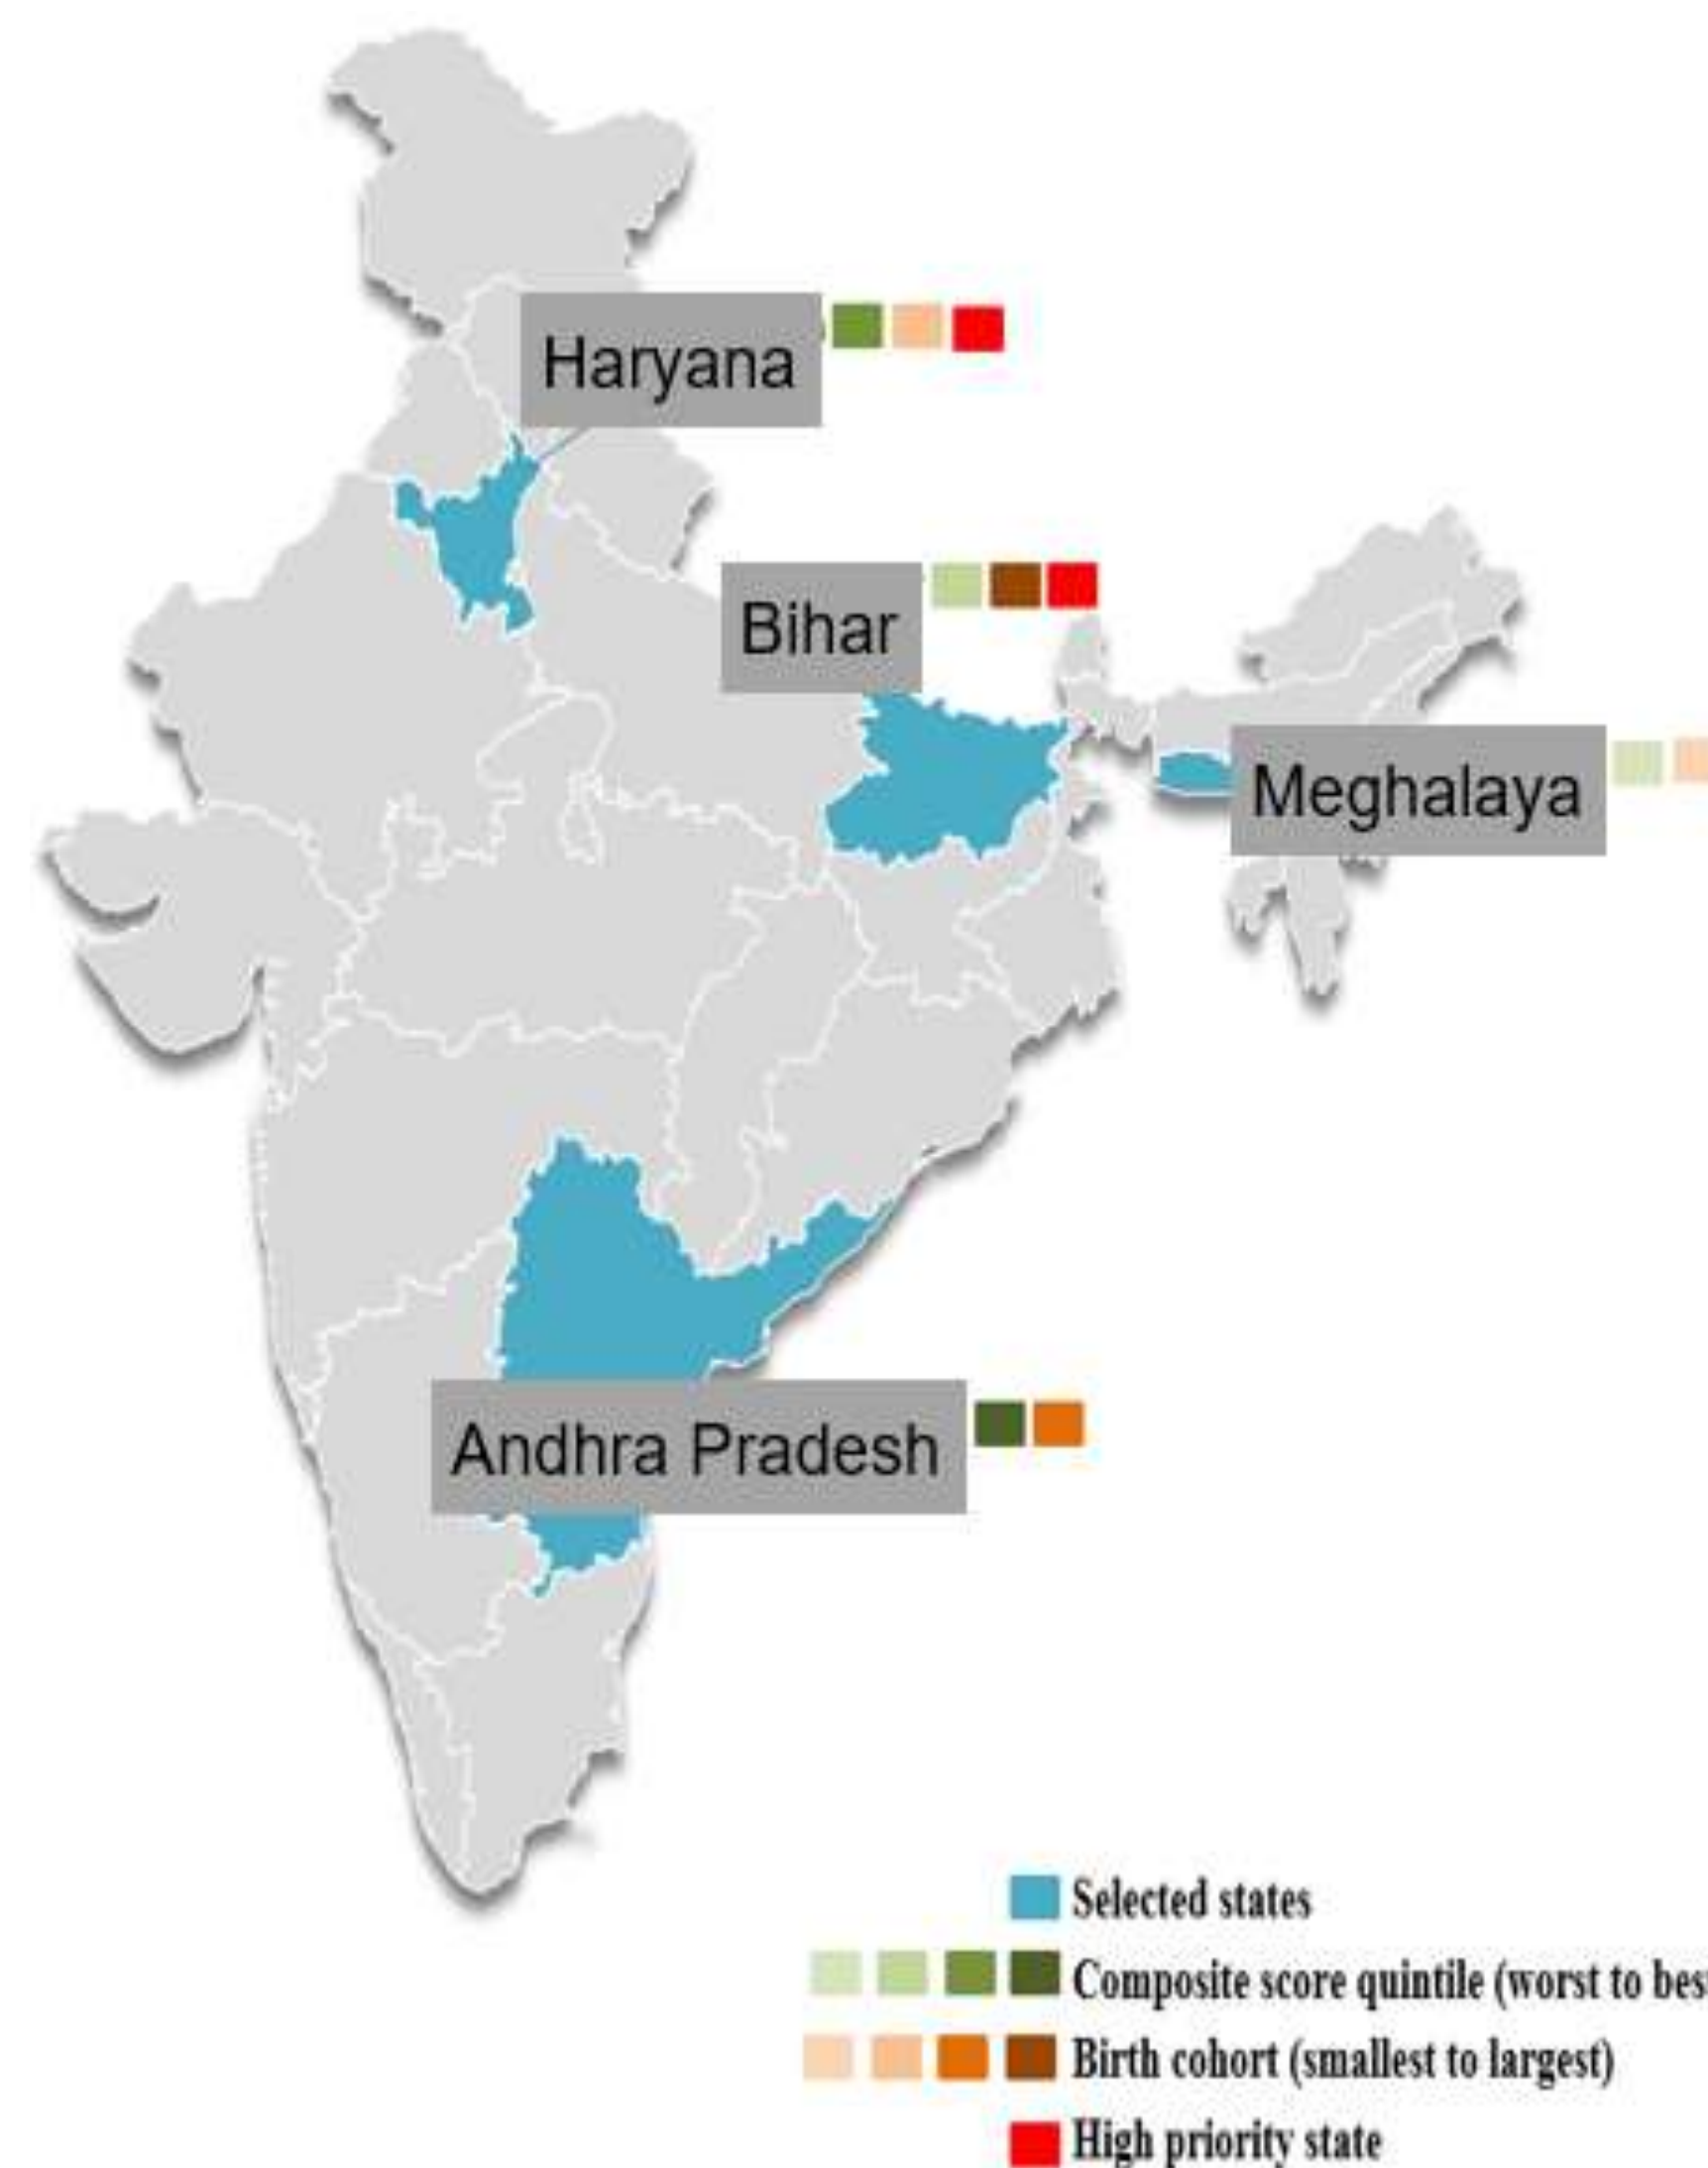 Haryana
Bihar
Meghalaya
Andhra Pradesh
Selected states
Composite score quintile (worst to bes
Birth cohort (smallest to largest)
High priority state